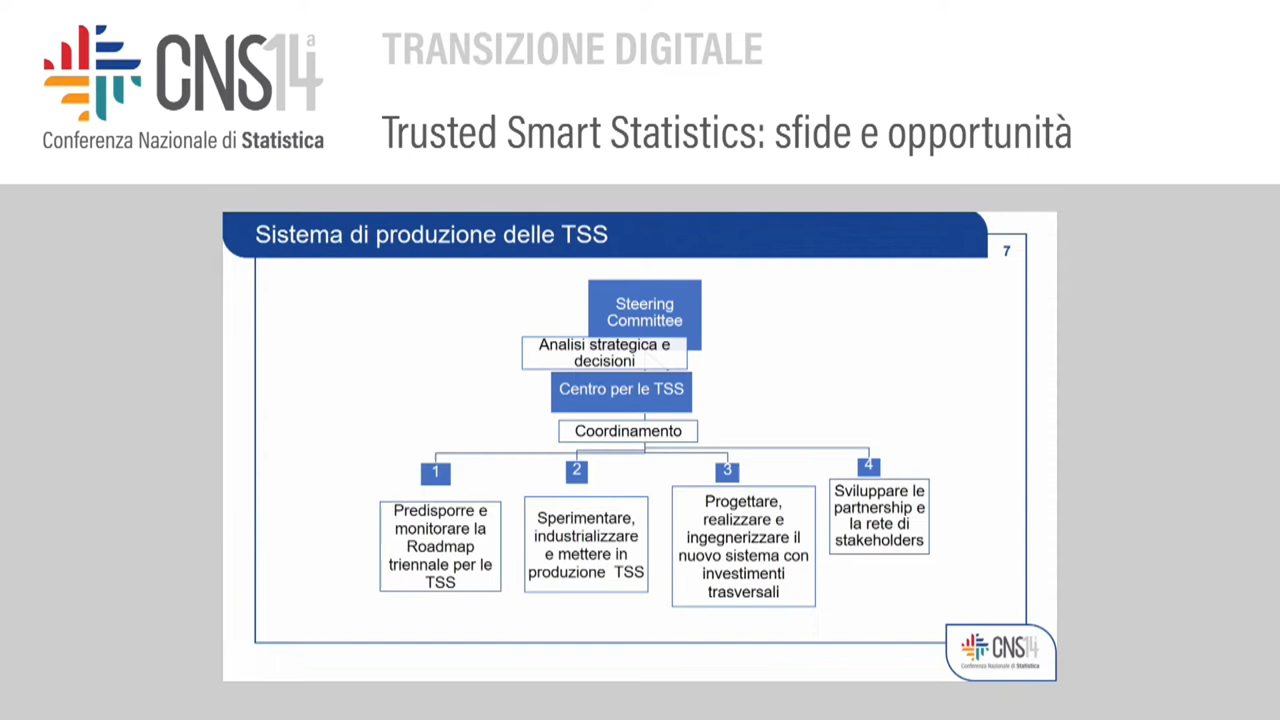 CNS14ª
Conferenza Nazionale di Statistica
TRANSIZIONE DIGITALE
Trusted Smart Statistics: sfide e opportunità
Sistema di produzione delle TSS
7
Steering
Committee
Analisi strategica e
decisioni
Centro per le TSS
Coordinamento
1
Predisporre e
monitorare la
Roadmap
triennale per le
TSS
2
Sperimentare,
industrializzare
e mettere in
produzione TSS
3
Progettare,
realizzare e
ingegnerizzare il
nuovo sistema con
investimenti
trasversali
4
Sviluppare le
partnership e
la rete di
stakeholders
CNS14
Conferenza Nazionale di Statistica